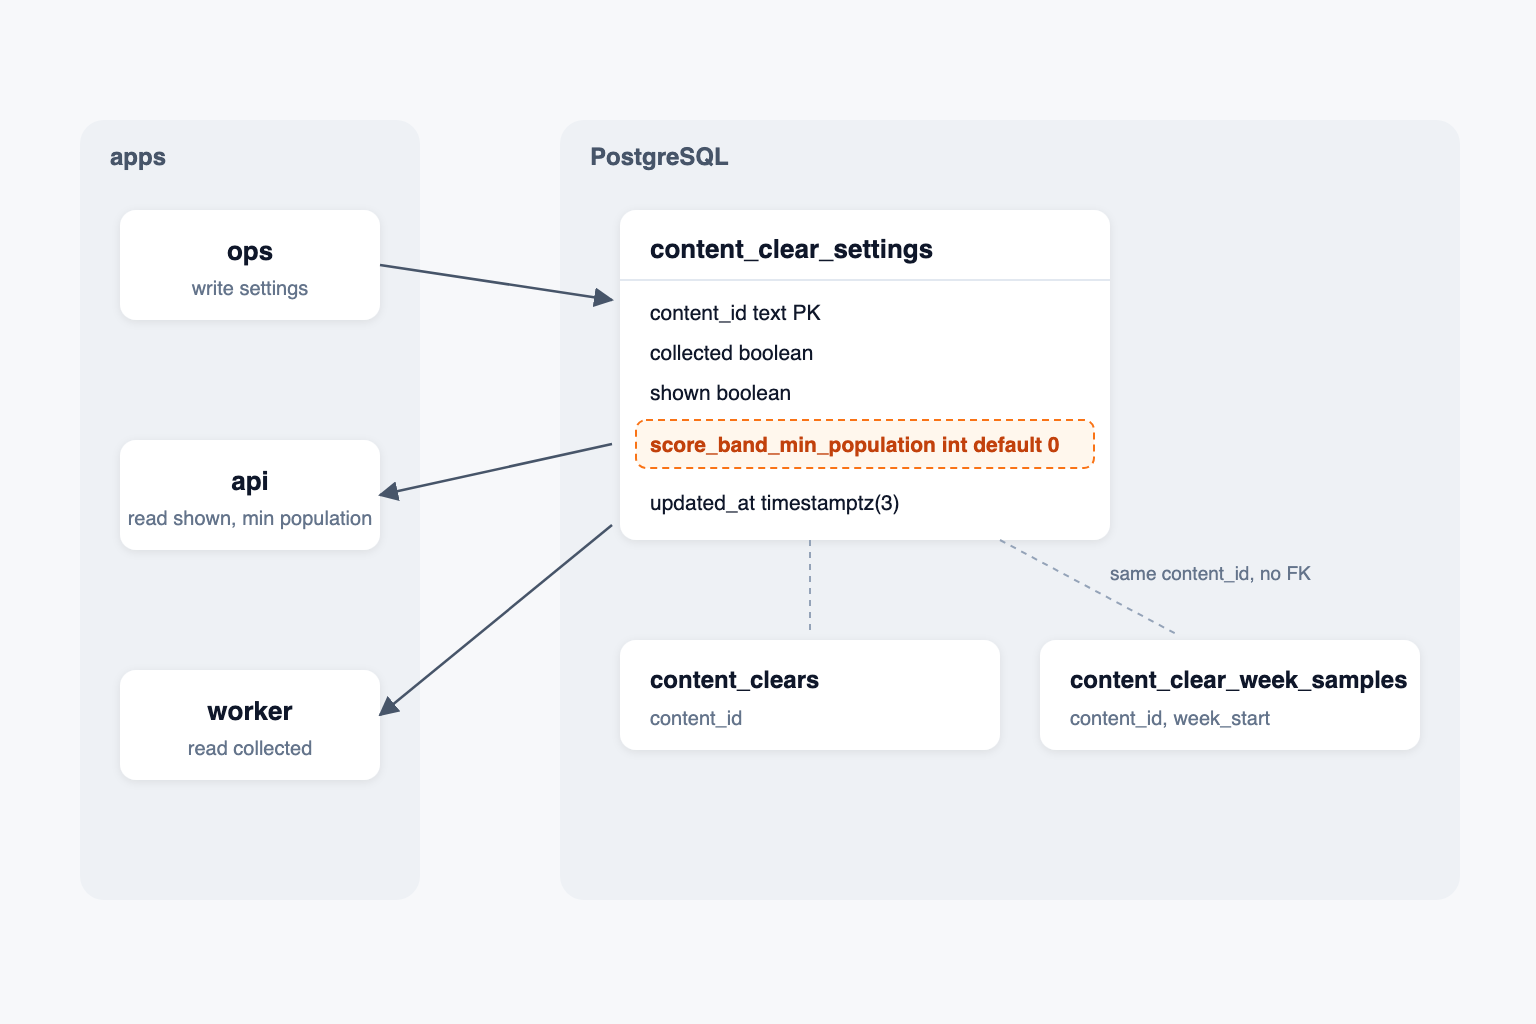 apps
ops
write settings
api
read shown, min population
worker
read collected
PostgreSQL
content_clear_settings
content_id text PK
collected boolean
shown boolean
score_band_min_population int default 0
updated_at timestamptz(3)
same content_id, no FK
content_clears
content_id
content_clear_week_samples
content_id, week_start